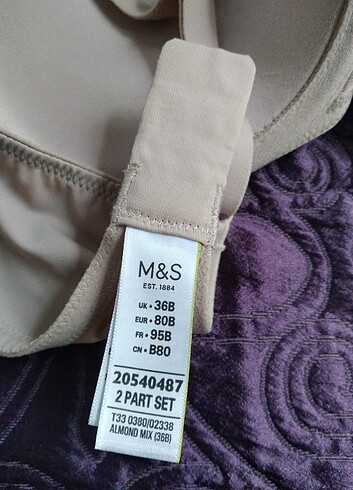 M&S
EST. 1884
UK • 36B
EUR • 80B
FR • 95B
CN • B80
20540487
2 PART SET
T33 0380/02338
ALMOND MIX (36B)